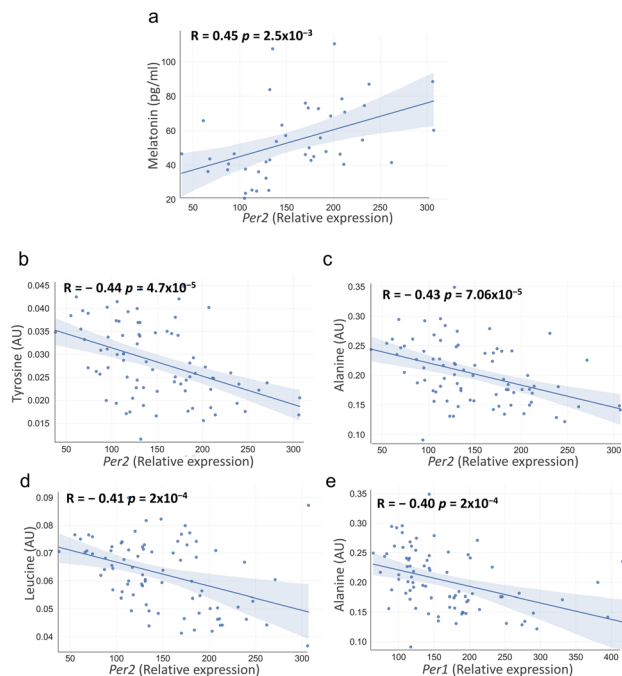 a
R = 0.45 p = 2.5x10⁻³
Melatonin (pg/ml)
100
80
60
40
20
50 100 150 200 250 300
Per2 (Relative expression)
b
R = − 0.44 p = 4.7x10⁻⁵
Tyrosine (AU)
0.045
0.040
0.035
0.030
0.025
0.020
0.015
50 100 150 200 250 300
Per2 (Relative expression)
c
R = − 0.43 p = 7.06x10⁻⁵
Alanine (AU)
0.35
0.30
0.25
0.20
0.15
0.10
50 100 150 200 250 300
Per2 (Relative expression)
d
R = − 0.41 p = 2x10⁻⁴
Leucine (AU)
0.09
0.08
0.07
0.06
0.05
0.04
50 100 150 200 250 300
Per2 (Relative expression)
e
R = − 0.40 p = 2x10⁻⁴
Alanine (AU)
0.35
0.30
0.25
0.20
0.15
0.10
100 150 200 250 300 350 400
Per1 (Relative expression)